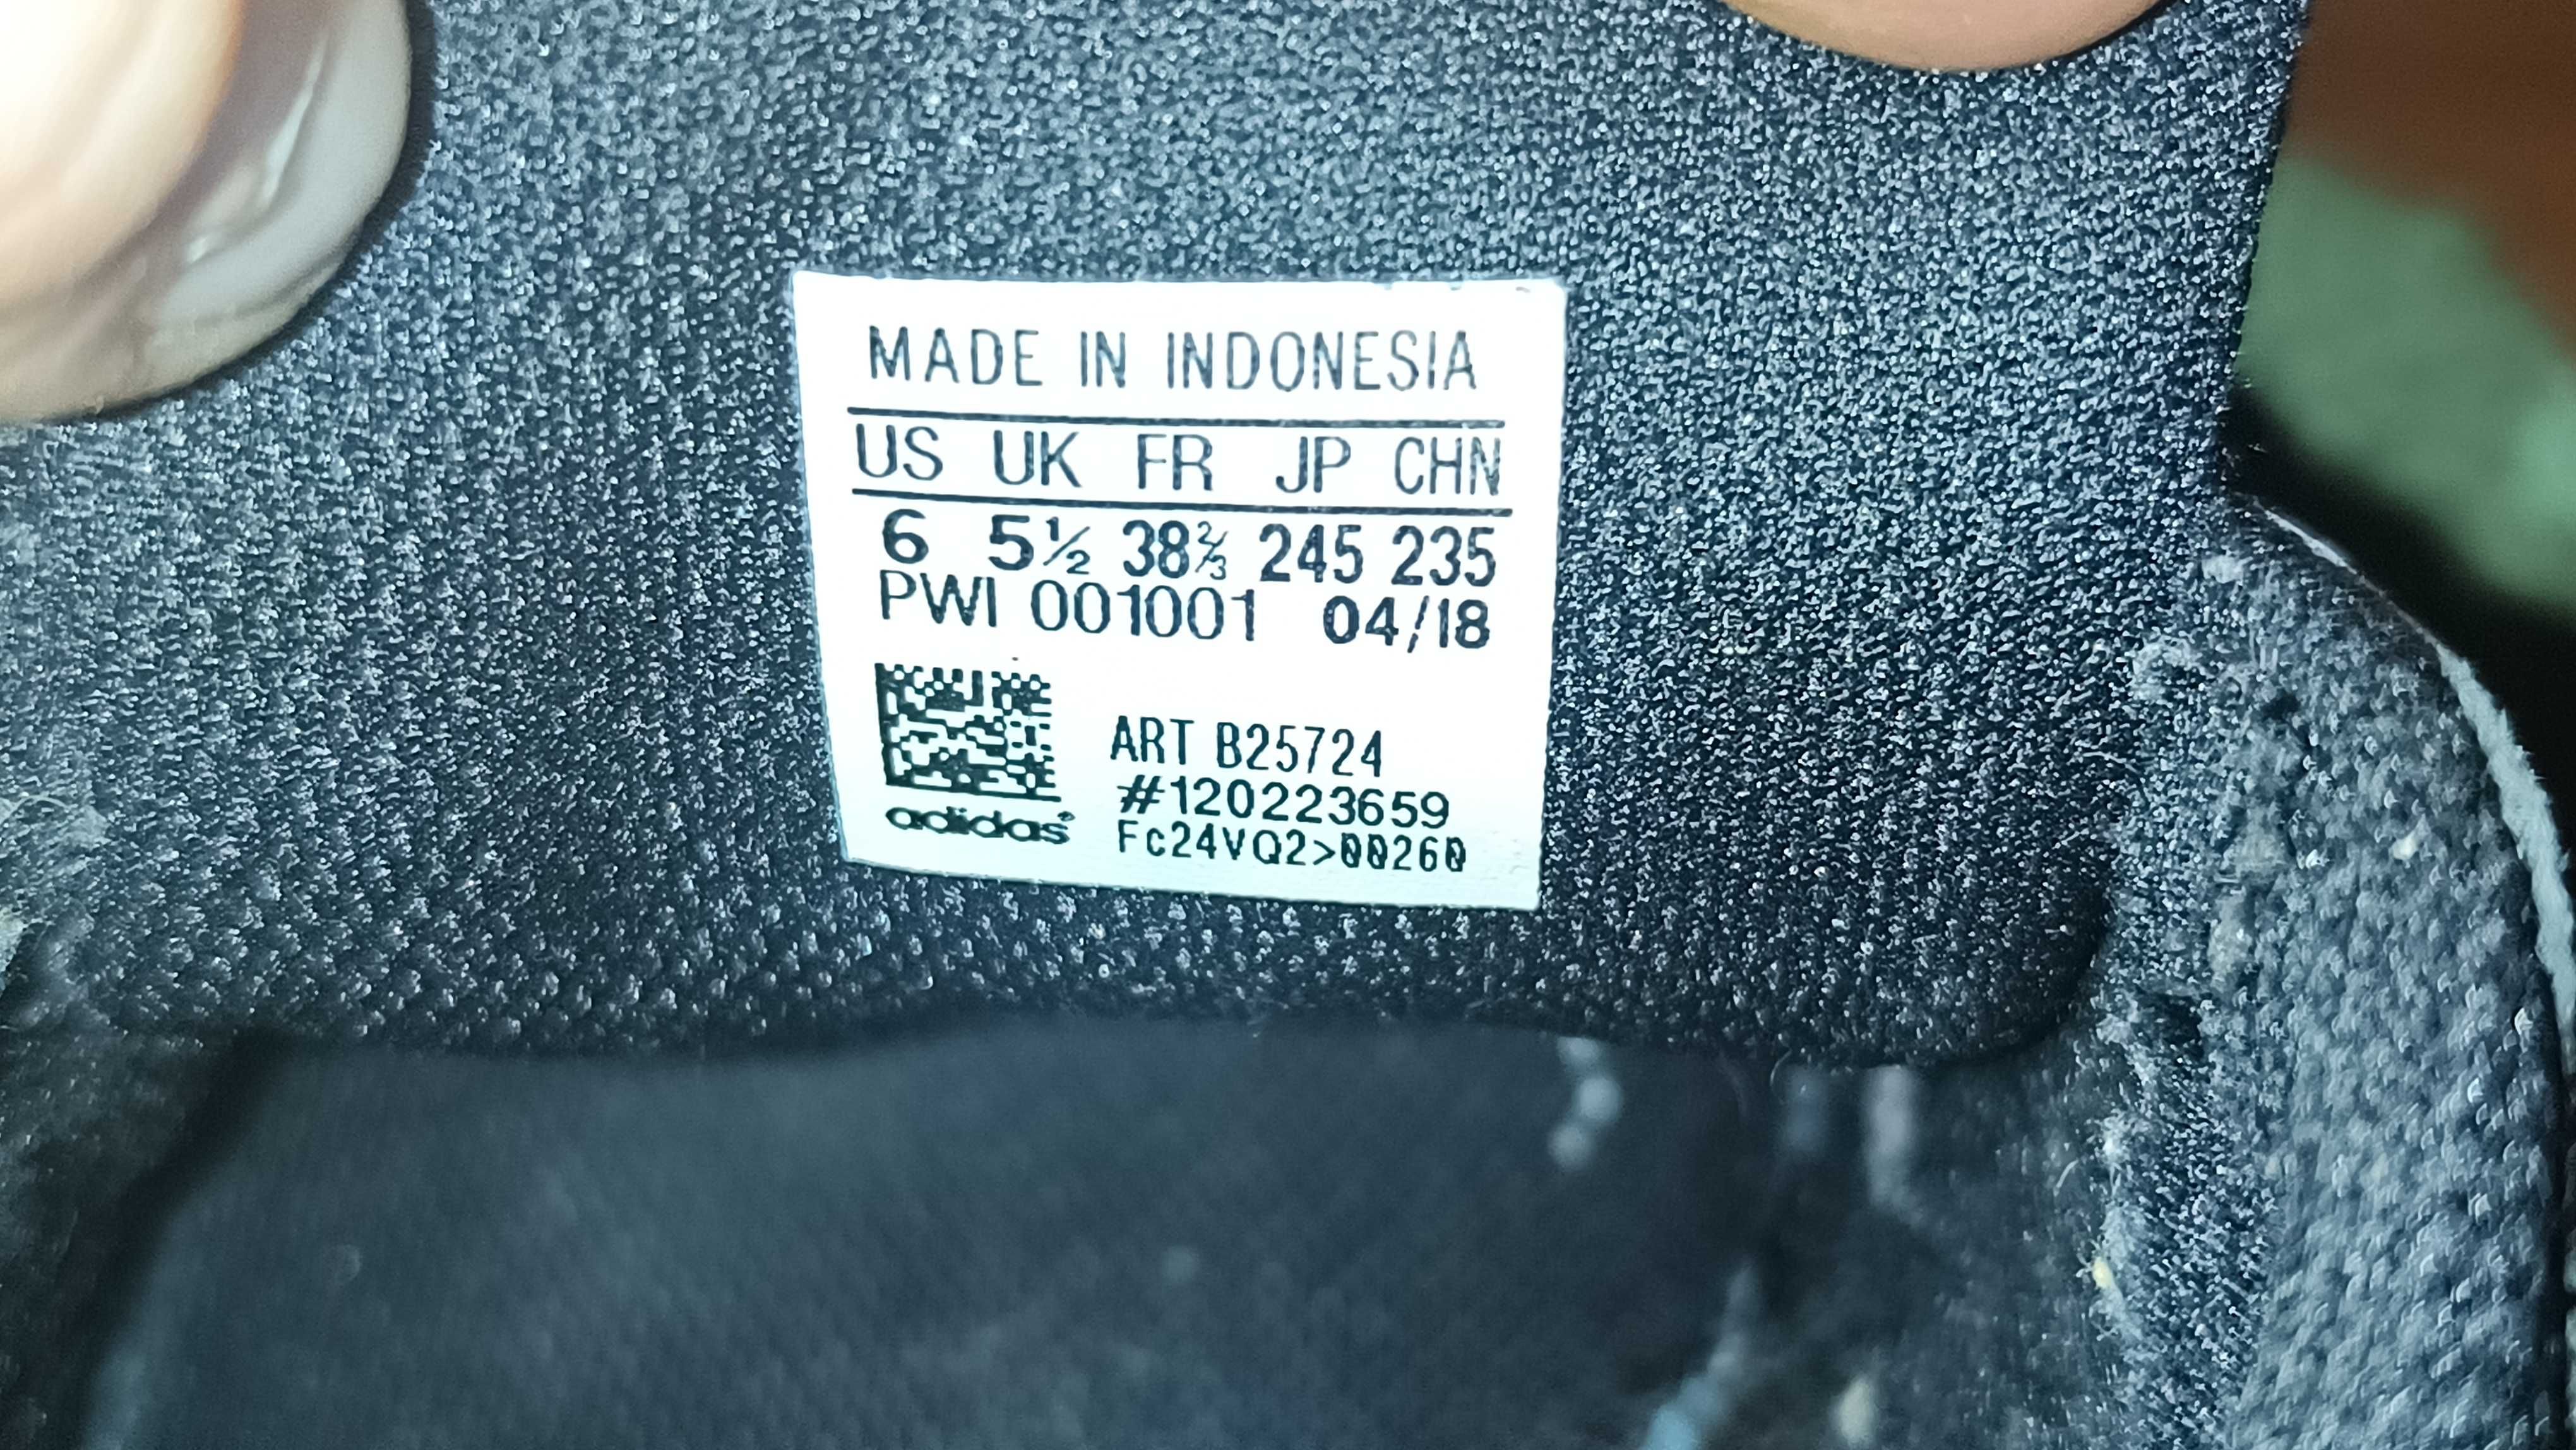 MADE IN INDONESIA
US UK FR JP CHN
6 5½ 38⅔ 245 235
PWI 001001 04/18
ART B25724
#120223659
adidas®
Fc24VQ2>00260